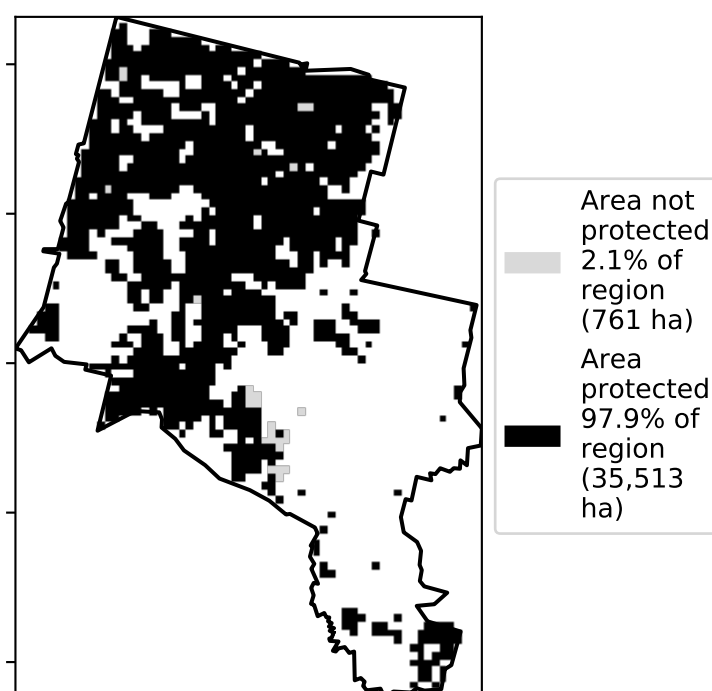 Area not
protected
2.1% of
region
(761 ha)
Area
protected
97.9% of
region
(35,513
ha)